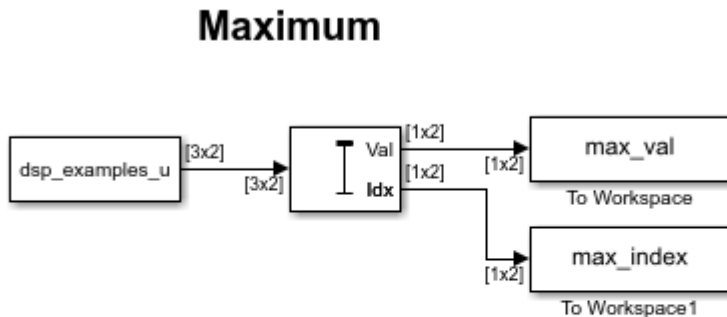 Maximum
dsp_examples_u
[3x2]
[3x2]
Val
Idx
[1x2]
[1x2]
[1x2]
max_val
To Workspace
[1x2]
max_index
To Workspace1